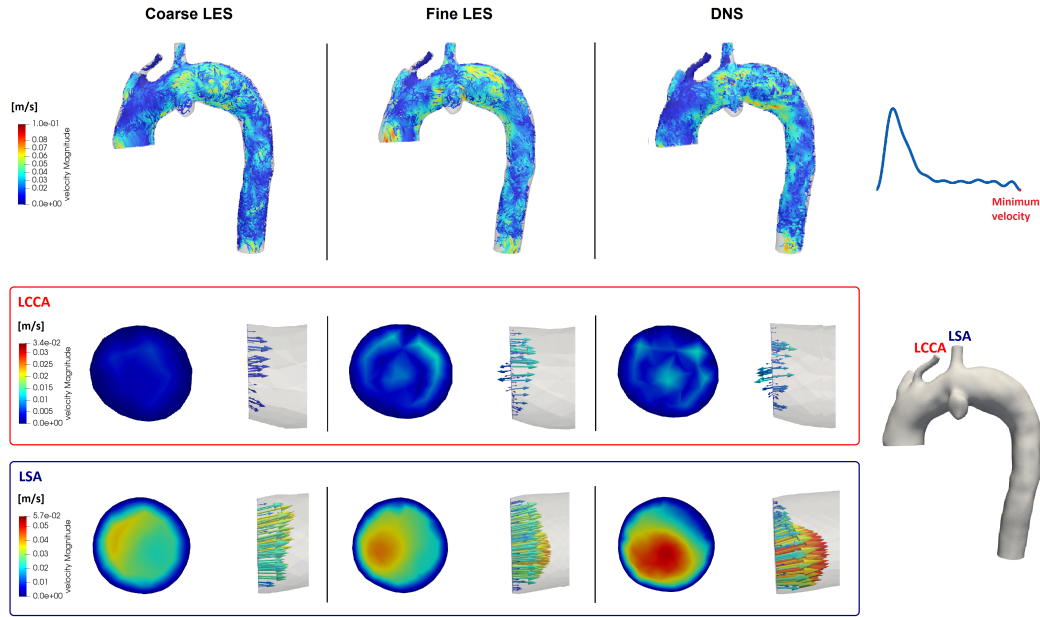 Coarse LES
Fine LES
DNS
[m/s]
1.0e-01
0.08
0.07
0.06
0.05
0.04
0.03
0.02
0.0e+00
velocity Magnitude
Minimum
velocity
LCCA
[m/s]
3.4e-02
0.03
0.025
0.02
0.015
0.01
0.005
0.0e+00
velocity Magnitude
LCCA
LSA
LSA
[m/s]
5.7e-02
0.05
0.04
0.03
0.02
0.01
0.0e+00
velocity Magnitude